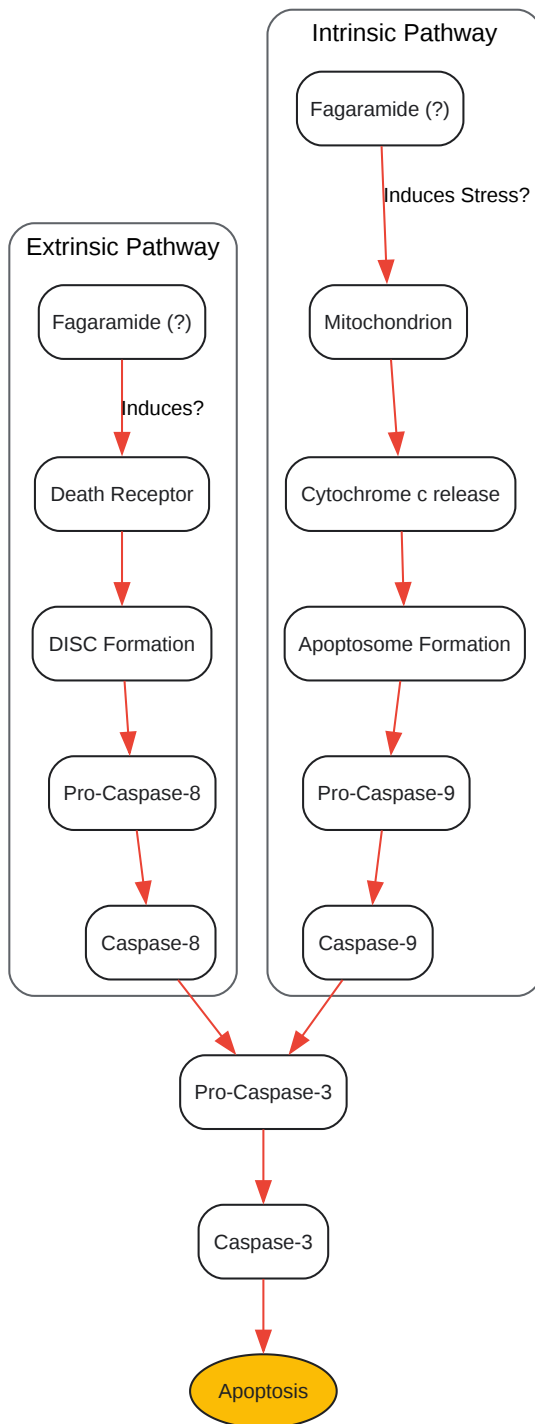 Intrinsic Pathway
Fagaramide (?)
Induces Stress?
Mitochondrion
Cytochrome c release
Apoptosome Formation
Pro-Caspase-9
Caspase-9
Extrinsic Pathway
Fagaramide (?)
Induces?
Death Receptor
DISC Formation
Pro-Caspase-8
Caspase-8
Pro-Caspase-3
Caspase-3
Apoptosis